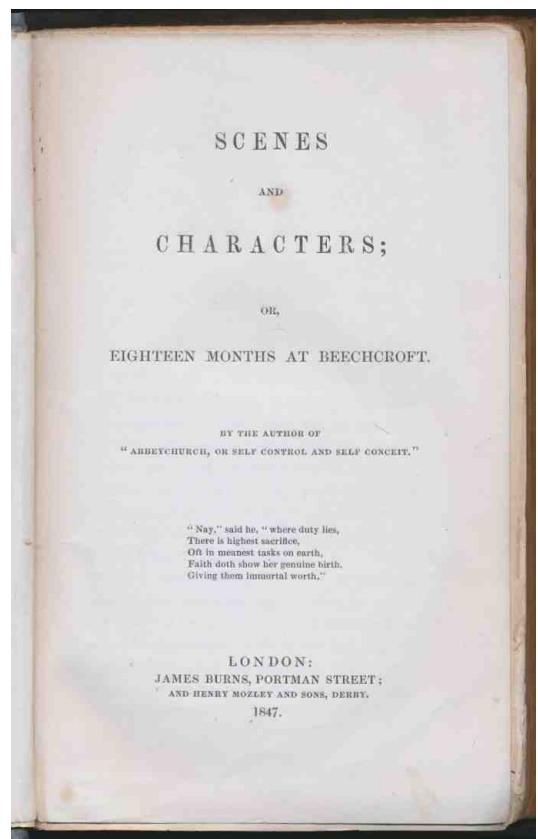 SCENES
AND
CHARACTERS;
OR,
EIGHTEEN MONTHS AT BEECHCROFT.
BY THE AUTHOR OF
“ ABBEYCHURCH, OR SELF CONTROL AND SELF CONCEIT.”
“ Nay,” said he, “ where duty lies,
There is highest sacrifice,
Oft in meanest tasks on earth,
Faith doth show her genuine birth,
Giving them immortal worth,”
LONDON:
JAMES BURNS, PORTMAN STREET;
AND HENRY MOZLEY AND SONS, DERBY.
1847.